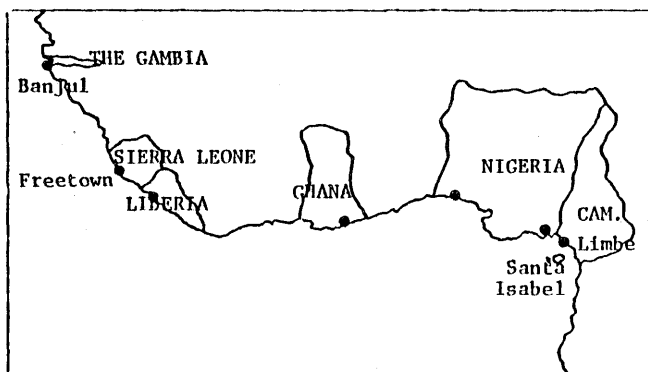 THE GAMBIA
Banjul
SIERRA LEONE
Freetown
LIBERIA
GHANA
NIGERIA
CAM.
Limbe
Santa
Isabel